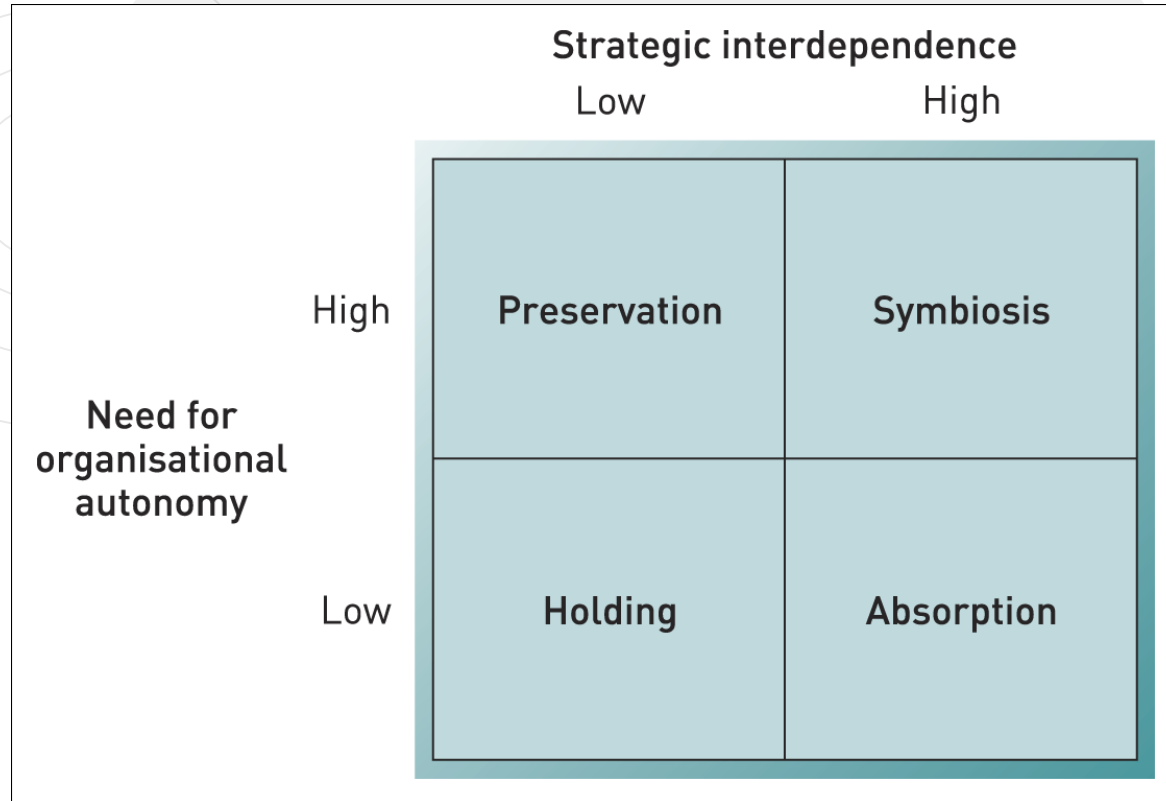 Strategic interdependence
Low High
High Preservation Symbiosis
Need for
organisational
autonomy
Low Holding Absorption